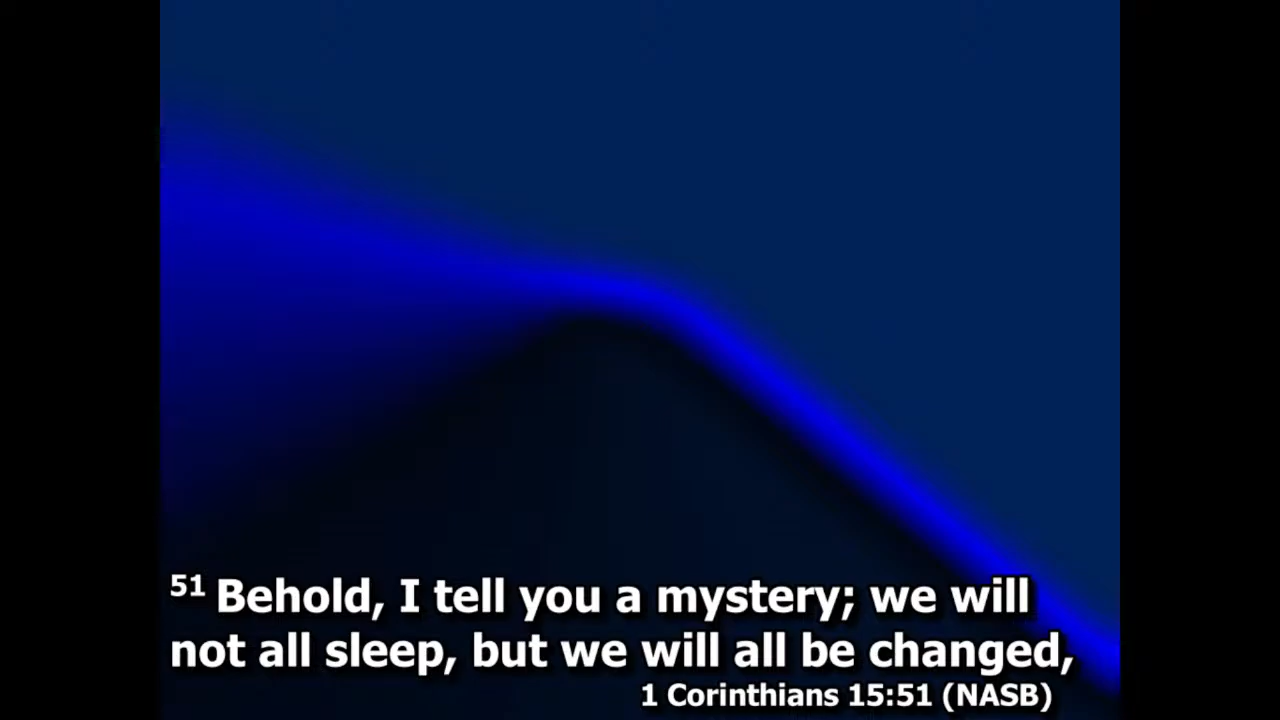 51 Behold, I tell you a mystery; we will
not all sleep, but we will all be changed,
1 Corinthians 15:51 (NASB)